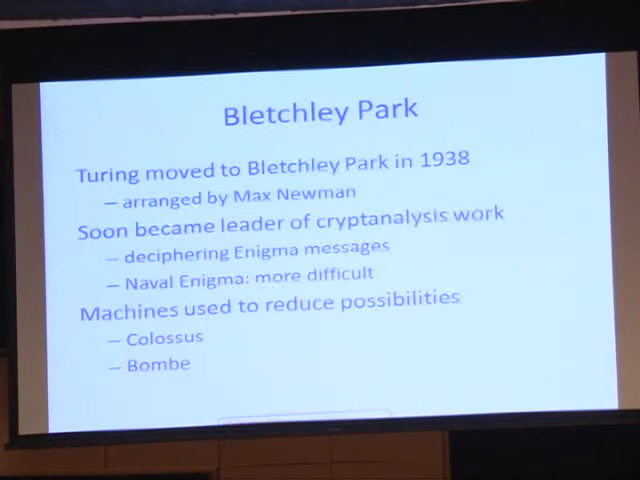 Bletchley Park
Turing moved to Bletchley Park in 1938
– arranged by Max Newman
Soon became leader of cryptanalysis work
– deciphering Enigma messages
– Naval Enigma: more difficult
Machines used to reduce possibilities
– Colossus
– Bombe